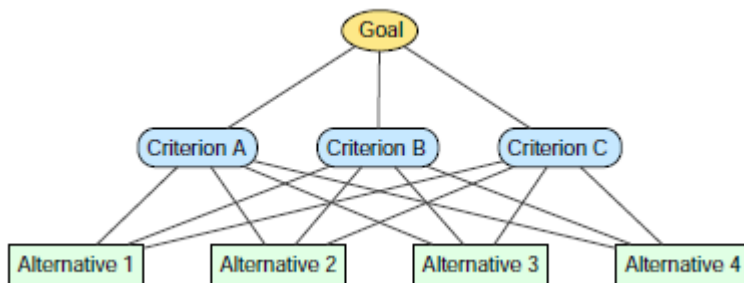 Goal
Criterion A
Criterion B
Criterion C
Alternative 1
Alternative 2
Alternative 3
Alternative 4